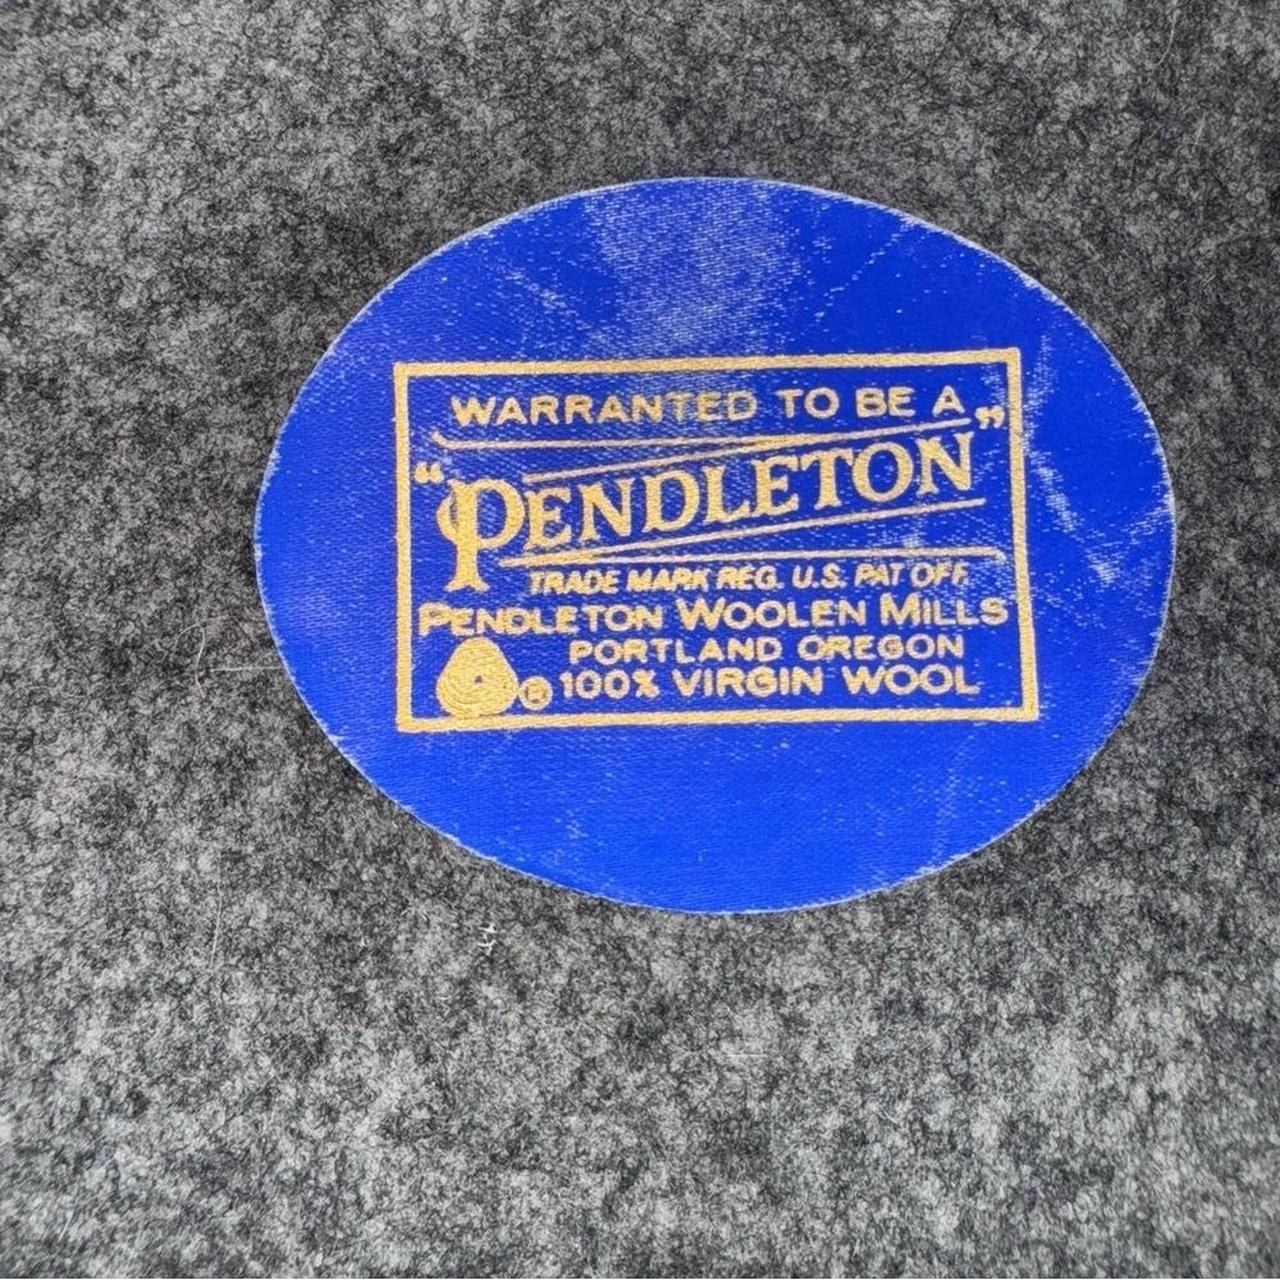 WARRANTED TO BE A
“PENDLETON”
TRADE MARK REG. U.S. PAT OFF.
PENDLETON WOOLEN MILLS
PORTLAND OREGON
® 100% VIRGIN WOOL